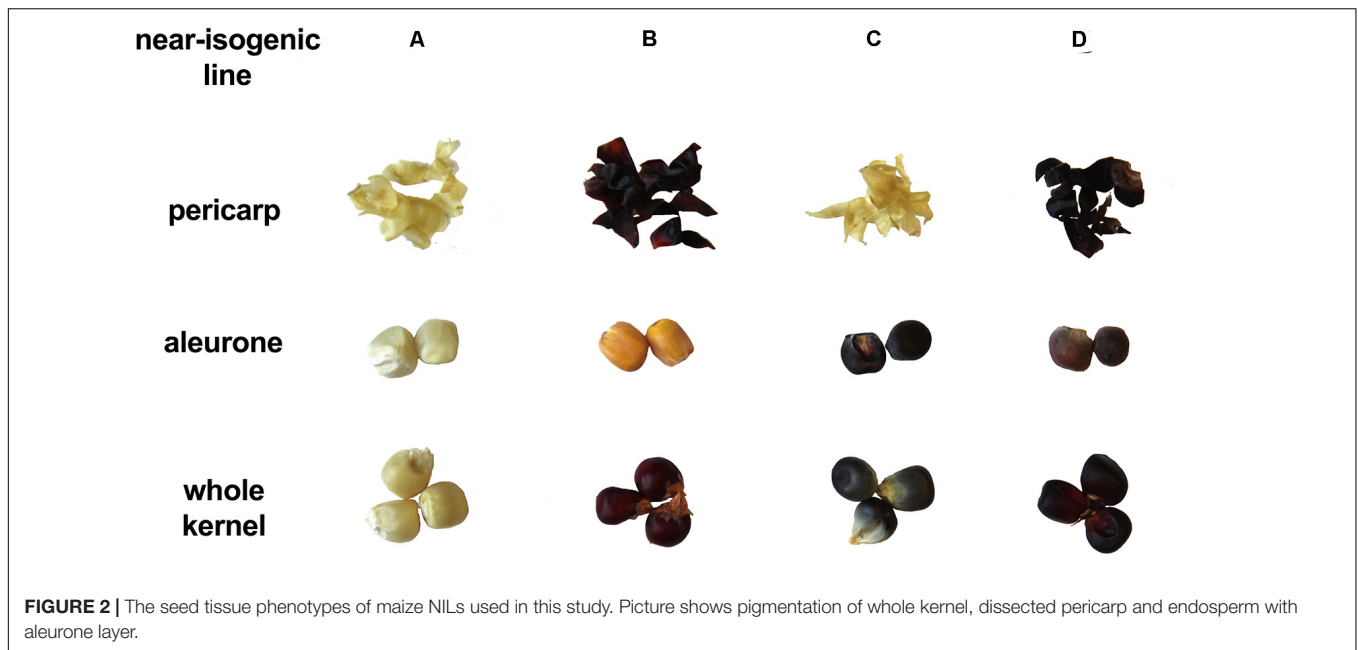 near-isogenic line
A B C D
pericarp
aleurone
whole
kernel
FIGURE 2 | The seed tissue phenotypes of maize NILs used in this study. Picture shows pigmentation of whole kernel, dissected pericarp and endosperm with
aleurone layer.